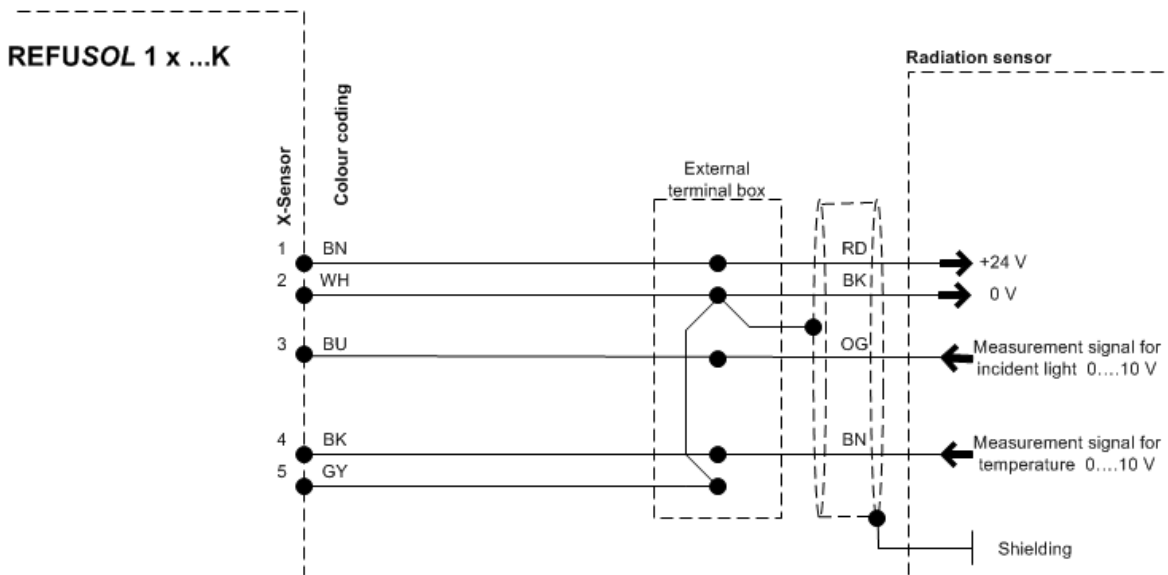 REFUSOL 1 x ...K
Radiation sensor
X-Sensor
Colour coding
External
terminal box
1 BN RD +24 V
2 WH BK 0 V
3 BU OG Measurement signal for
incident light 0....10 V
4 BK BN Measurement signal for
temperature 0....10 V
5 GY
Shielding